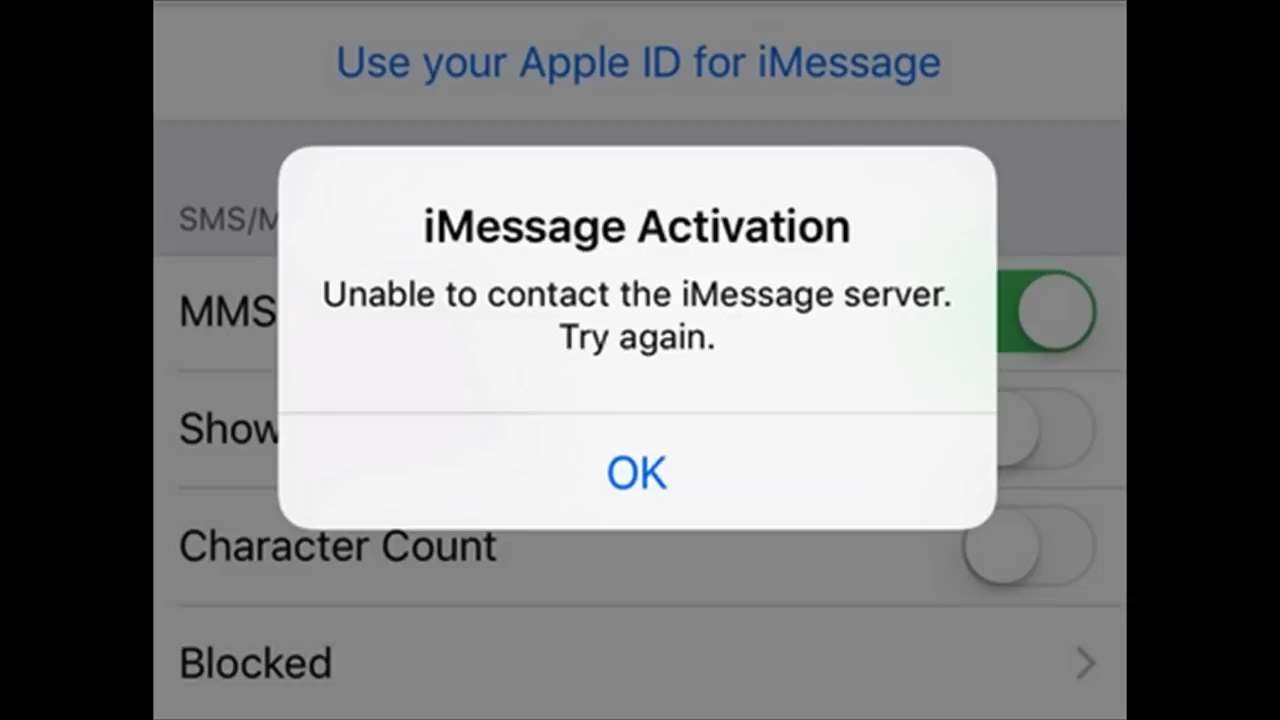 Use your Apple ID for iMessage
iMessage Activation
Unable to contact the iMessage server.
Try again.
OK
SMS/M
MMS
Show
Character Count
Blocked